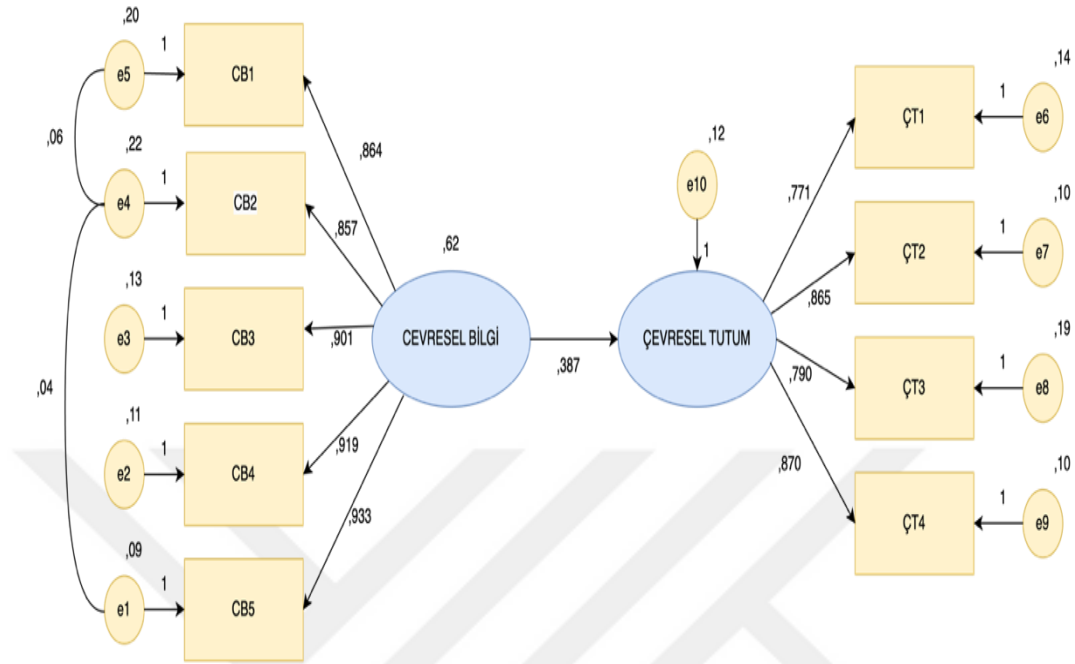 ,20
1
e5
CB1
,06
,864
,22
1
e4
CB2
,857
,13
1
e3
CB3
,901
,04
,11
1
e2
CB4
,919
,09
1
e1
CB5
,933
,62
CEVRESEL BİLGİ
,387
,12
e10
1
ÇEVRESEL TUTUM
,771
ÇT1
1
,14
e6
,865
ÇT2
1
,10
e7
,790
ÇT3
1
,19
e8
,870
ÇT4
1
,10
e9